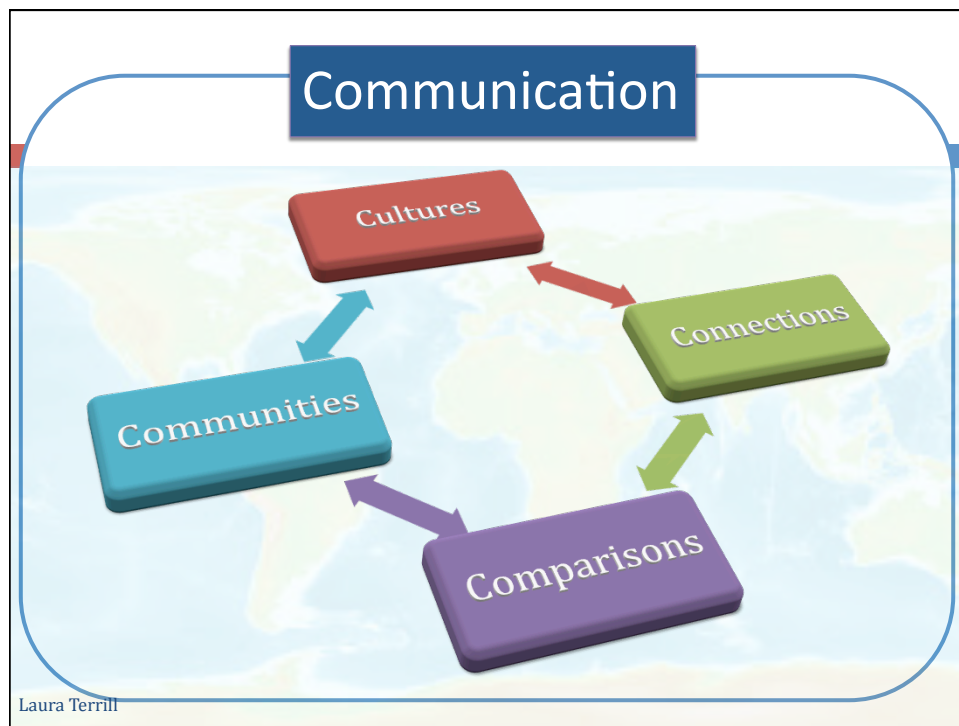 Communication
Cultures
Connections
Communities
Comparisons
Laura Terrill